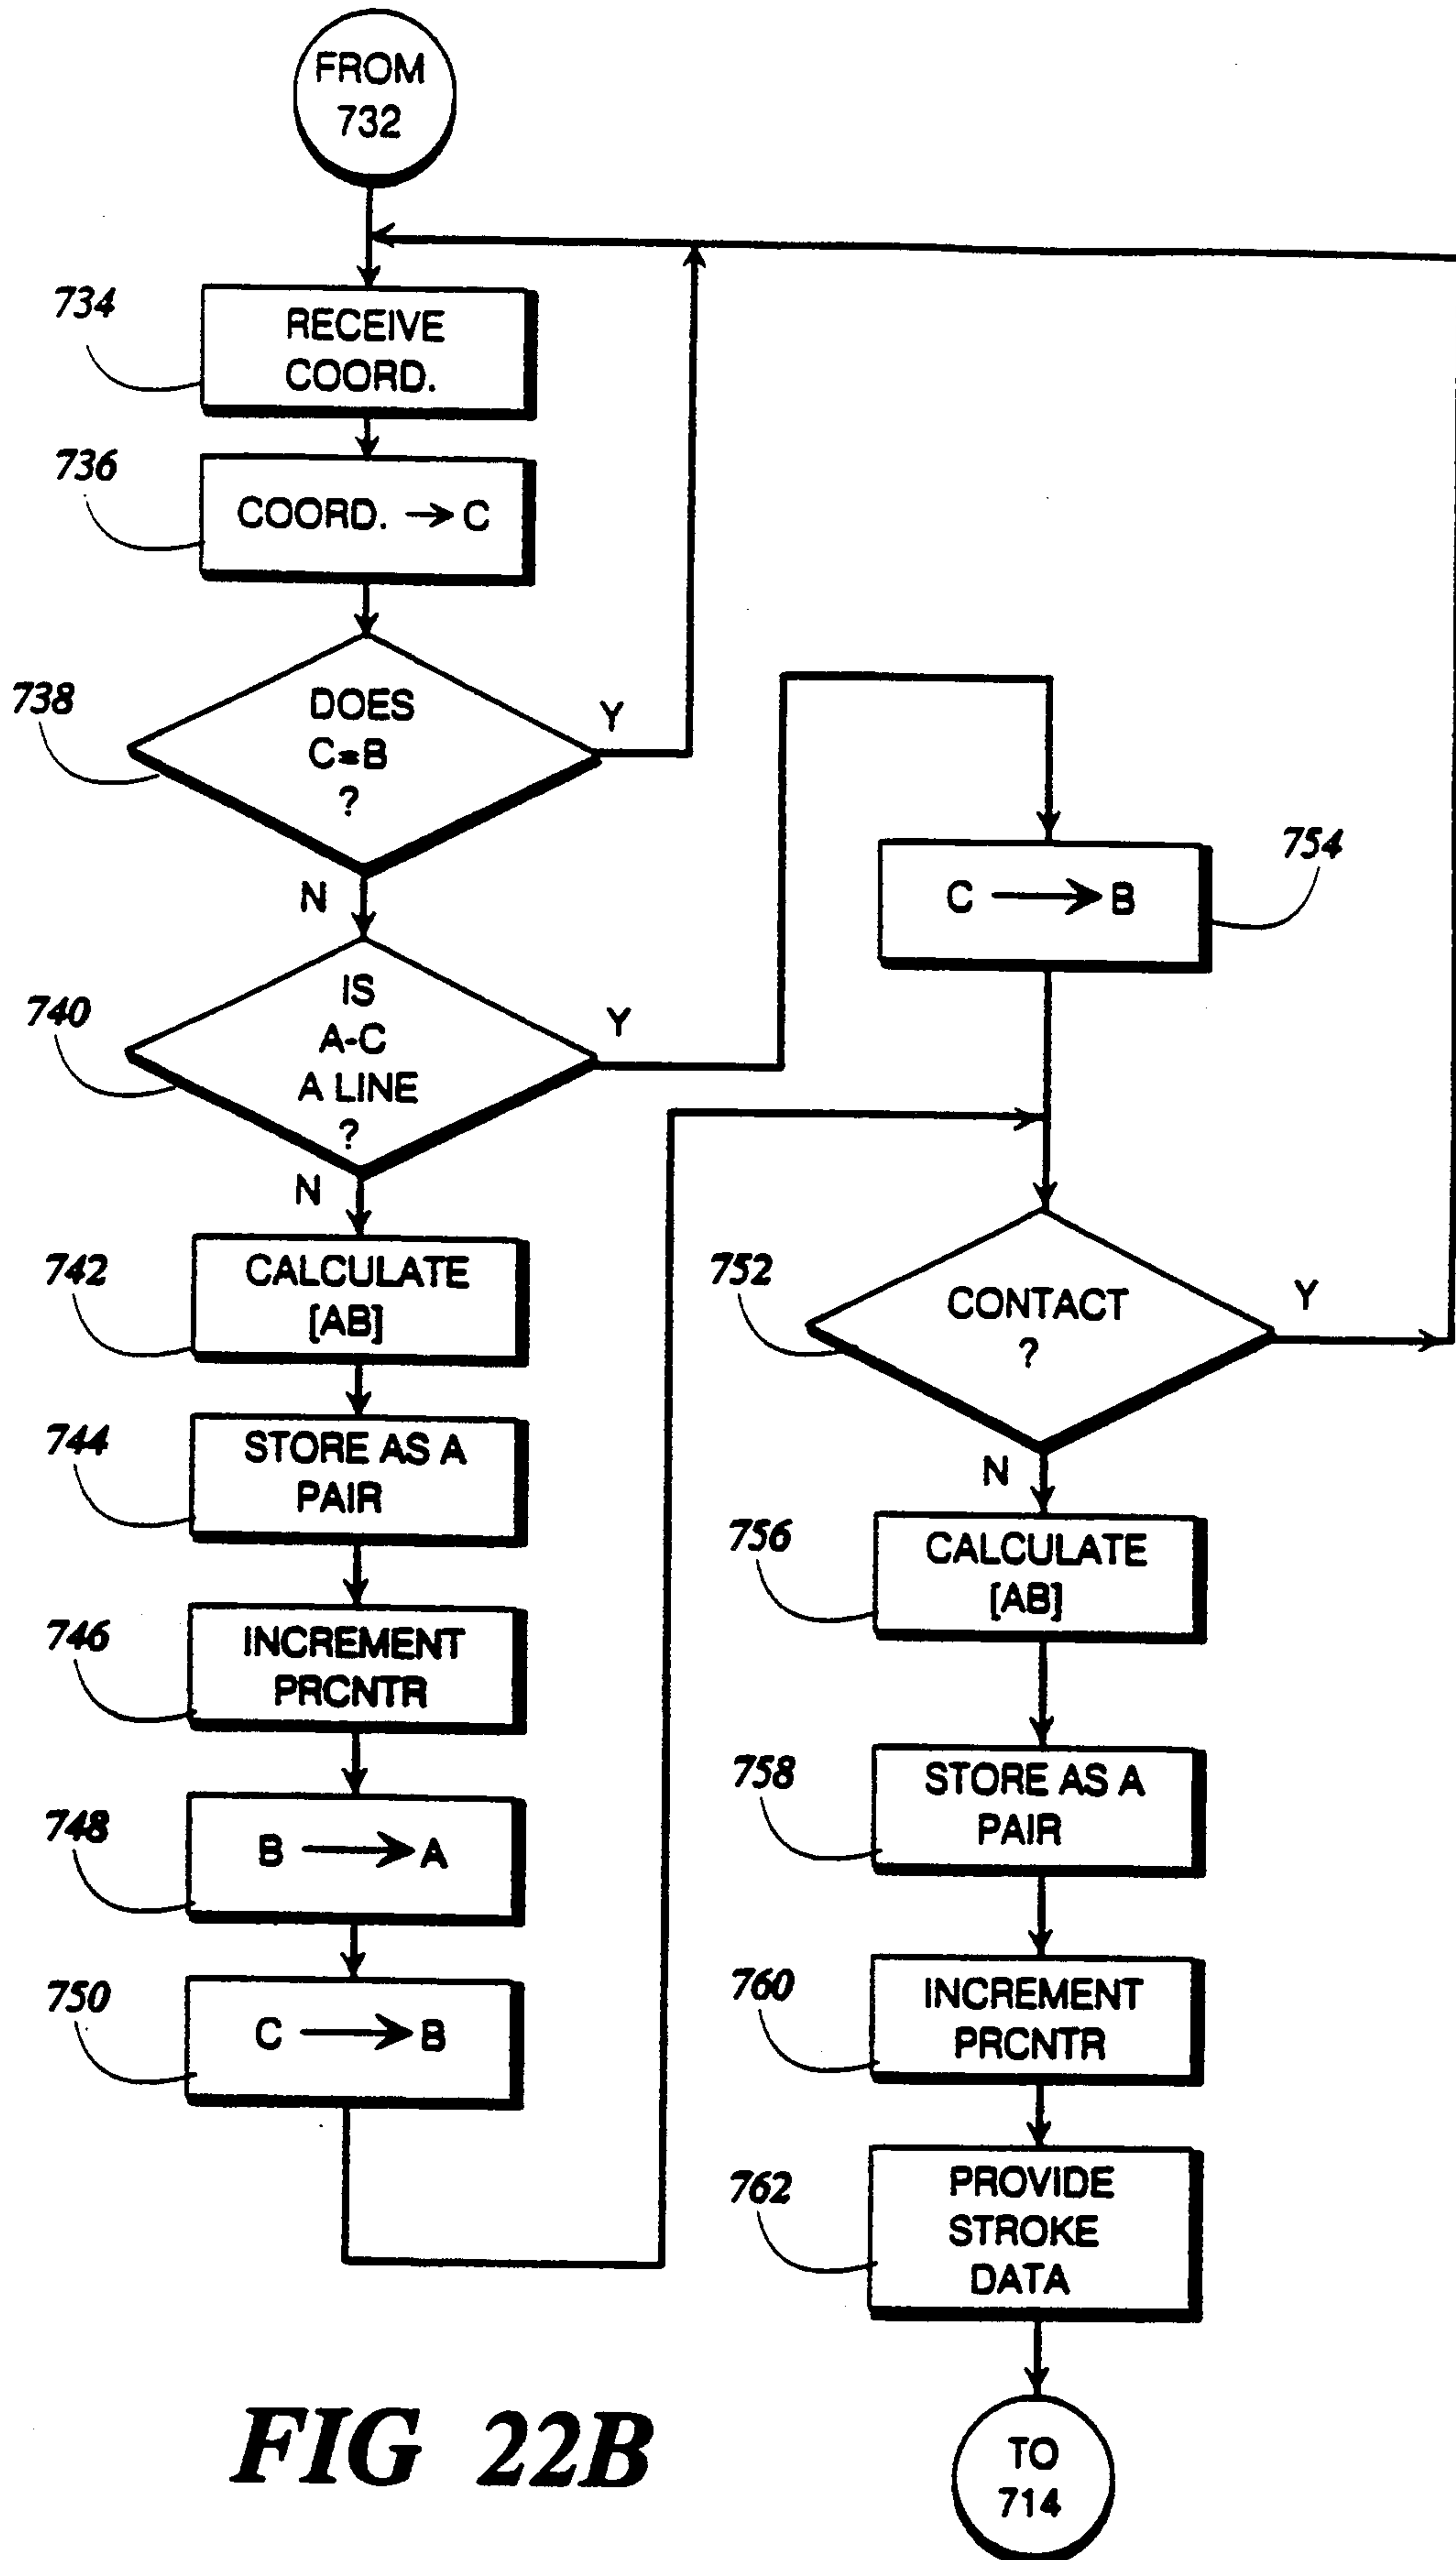 FROM
732
734
RECEIVE
COORD.
736
COORD. → C
738
DOES
C=B
?
Y
N
740
IS
A-C
A LINE
?
Y
N
742
CALCULATE
[AB]
744
STORE AS A
PAIR
746
INCREMENT
PRCNTR
748
B → A
750
C → B
754
C → B
752
CONTACT
?
Y
N
756
CALCULATE
[AB]
758
STORE AS A
PAIR
760
INCREMENT
PRCNTR
762
PROVIDE
STROKE
DATA
TO
714
FIG 22B